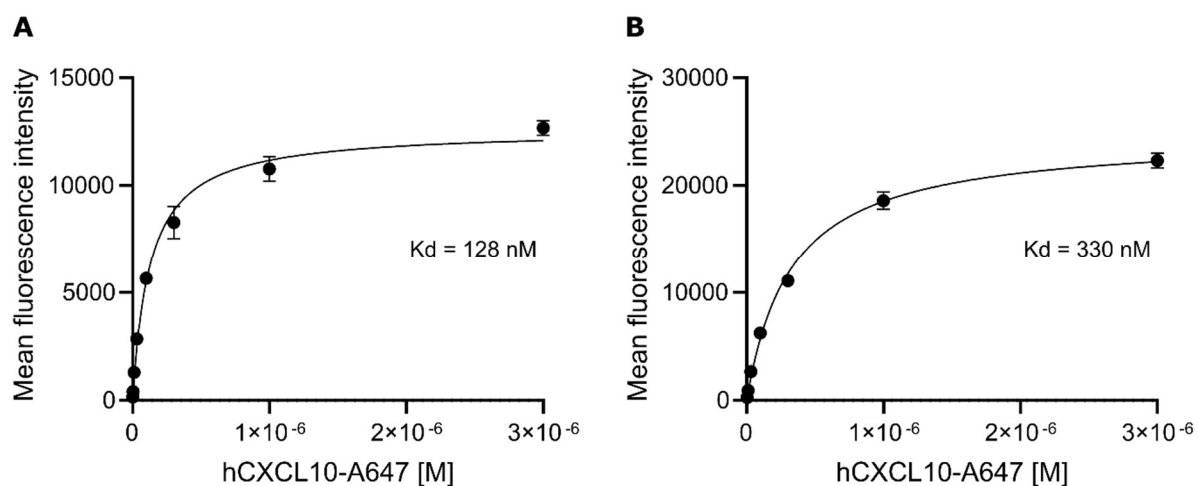 A
Mean fluorescence intensity
15000
10000
5000
0
Kd = 128 nM
0
1×10⁻⁶
2×10⁻⁶
3×10⁻⁶
hCXCL10-A647 [M]
B
Mean fluorescence intensity
30000
20000
10000
0
Kd = 330 nM
0
1×10⁻⁶
2×10⁻⁶
3×10⁻⁶
hCXCL10-A647 [M]